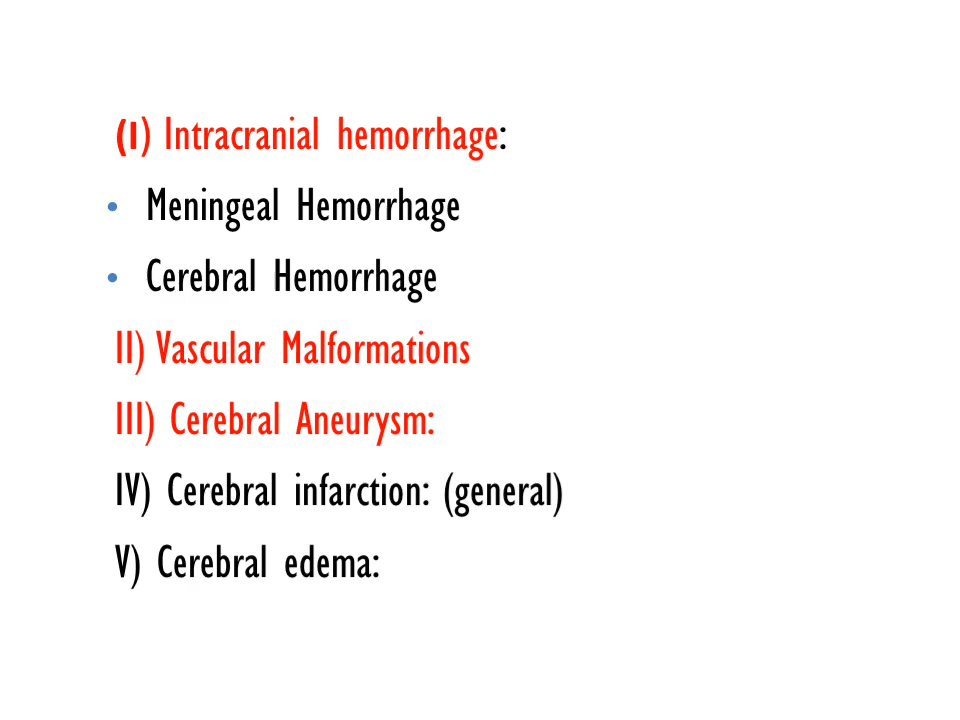 (I) Intracranial hemorrhage:
• Meningeal Hemorrhage
• Cerebral Hemorrhage
II) Vascular Malformations
III) Cerebral Aneurysm:
IV) Cerebral infarction: (general)
V) Cerebral edema: